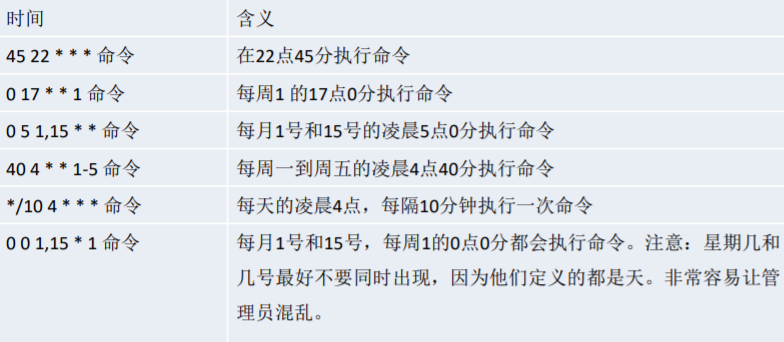 时间 含义
45 22 * * * 命令 在22点45分执行命令
0 17 * * 1 命令 每周1 的17点0分执行命令
0 5 1,15 * * 命令 每月1号和15号的凌晨5点0分执行命令
40 4 * * 1-5 命令 每周一到周五的凌晨4点40分执行命令
*/10 4 * * * 命令 每天的凌晨4点，每隔10分钟执行一次命令
0 0 1,15 * 1 命令 每月1号和15号，每周1的0点0分都会执行命令。注意：星期几和
几号最好不要同时出现，因为他们定义的都是天。非常容易让管
理员混乱。